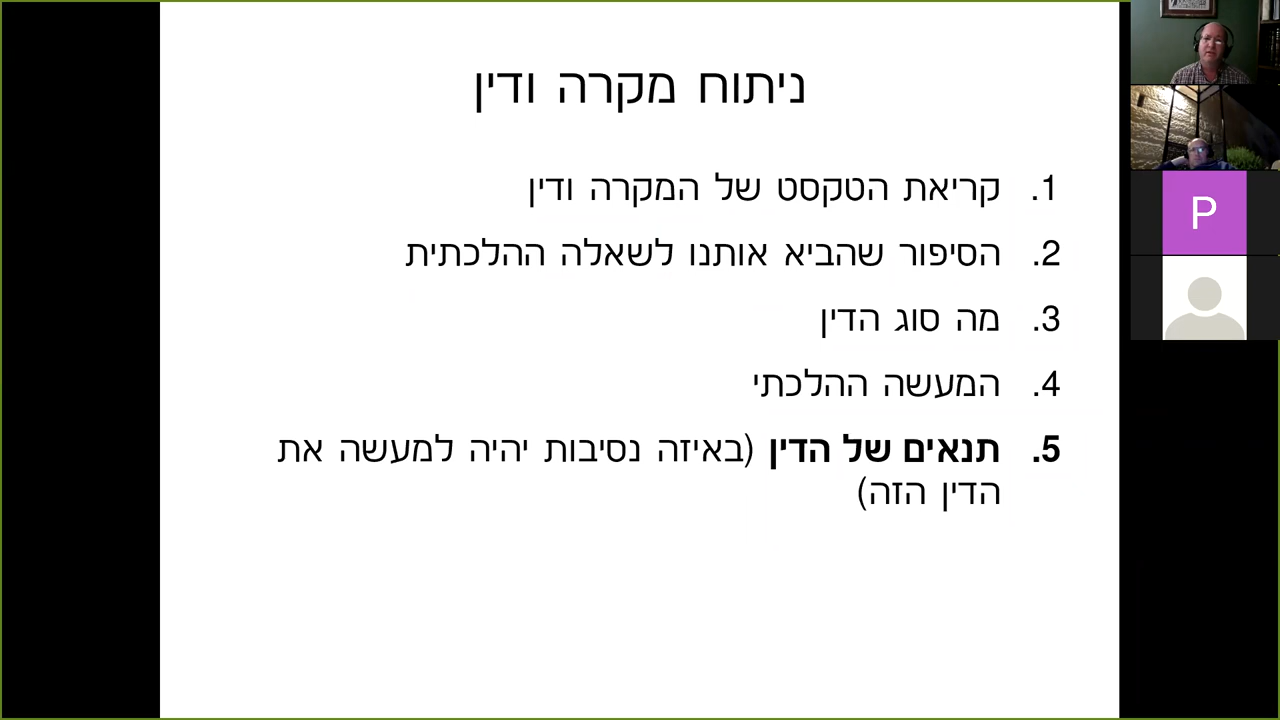 ניתוח מקרה ודין
1. קריאת הטקסט של המקרה ודין
2. הסיפור שהביא אותנו לשאלה ההלכתית
3. מה סוג הדין
4. המעשה ההלכתי
5. תנאים של הדין (באיזה נסיבות יהיה למעשה את
הדין הזה)
P